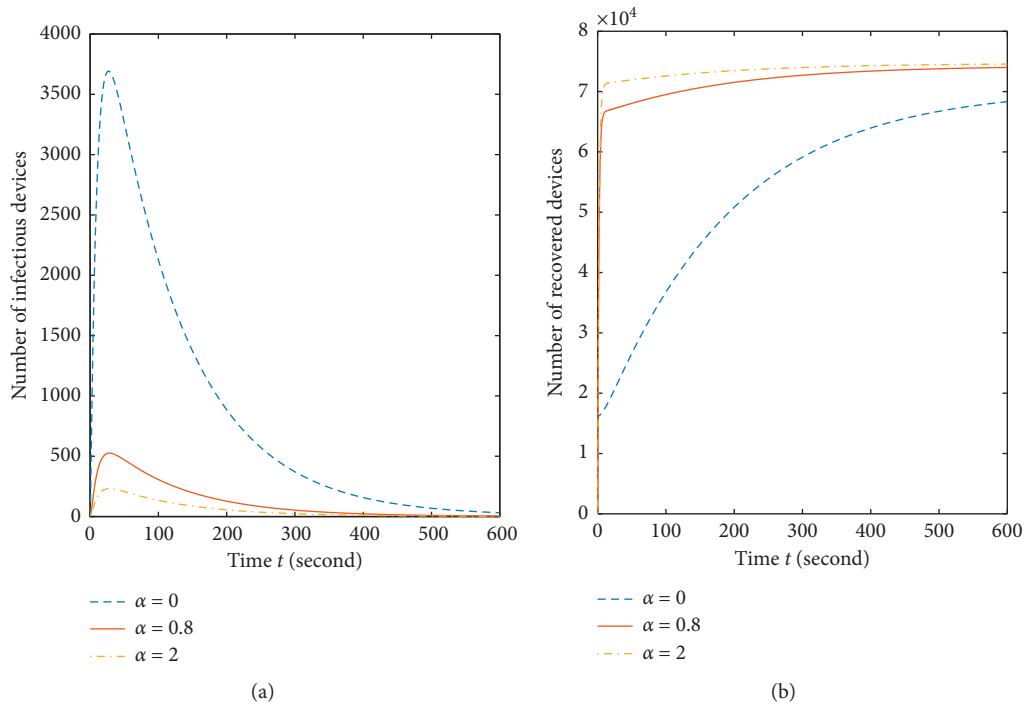 Number of infectious devices
4000
3500
3000
2500
2000
1500
1000
500
0
0 100 200 300 400 500 600
Time t (second)
α = 0
α = 0.8
α = 2
(a)
×10⁴
Number of recovered devices
8
7
6
5
4
3
2
1
0
0 100 200 300 400 500 600
Time t (second)
α = 0
α = 0.8
α = 2
(b)